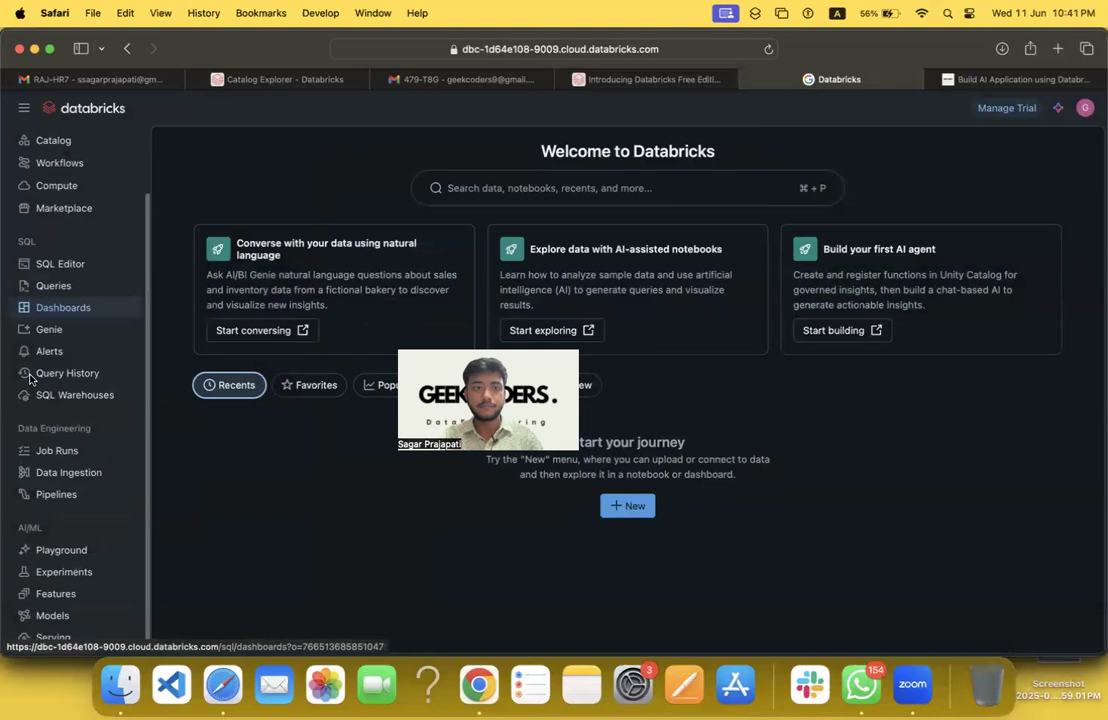 Safari File Edit View History Bookmarks Develop Window Help
A 56% Wed 11 Jun 10:41 PM
dbc-1d64e108-9009.cloud.databricks.com
RAJ-HR7 – ssagarprajapati@gm...
Catalog Explorer - Databricks
479-T8G - geekcoders9@gmail....
Introducing Databricks Free Editi...
Databricks
Build AI Application using Databr...
databricks
Manage Trial
G
Catalog
Workflows
Compute
Marketplace
SQL
SQL Editor
Queries
Dashboards
Genie
Alerts
Query History
SQL Warehouses
Data Engineering
Job Runs
Data Ingestion
Pipelines
AI/ML
Playground
Experiments
Features
Models
Serving
Welcome to Databricks
Search data, notebooks, recents, and more...
⌘ + P
Converse with your data using natural
language
Ask AI/BI Genie natural language questions about sales
and inventory data from a fictional bakery to discover
and visualize new insights.
Start conversing
Explore data with AI-assisted notebooks
Learn how to analyze sample data and use artificial
intelligence (AI) to generate queries and visualize
results.
Start exploring
Build your first AI agent
Create and register functions in Unity Catalog for
governed insights, then build a chat-based AI to
generate actionable insights.
Start building
Recents
Favorites
Popu
ew
Sagar Prajapati
tart your journey
Try the "New" menu, where you can upload or connect to data
and then explore it in a notebook or dashboard.
+ New
https://dbc-1d64e108-9009.cloud.databricks.com/sql/dashboards?o=766513685851047
3
154
zoom
Screenshot
2025-0....59.01 PM